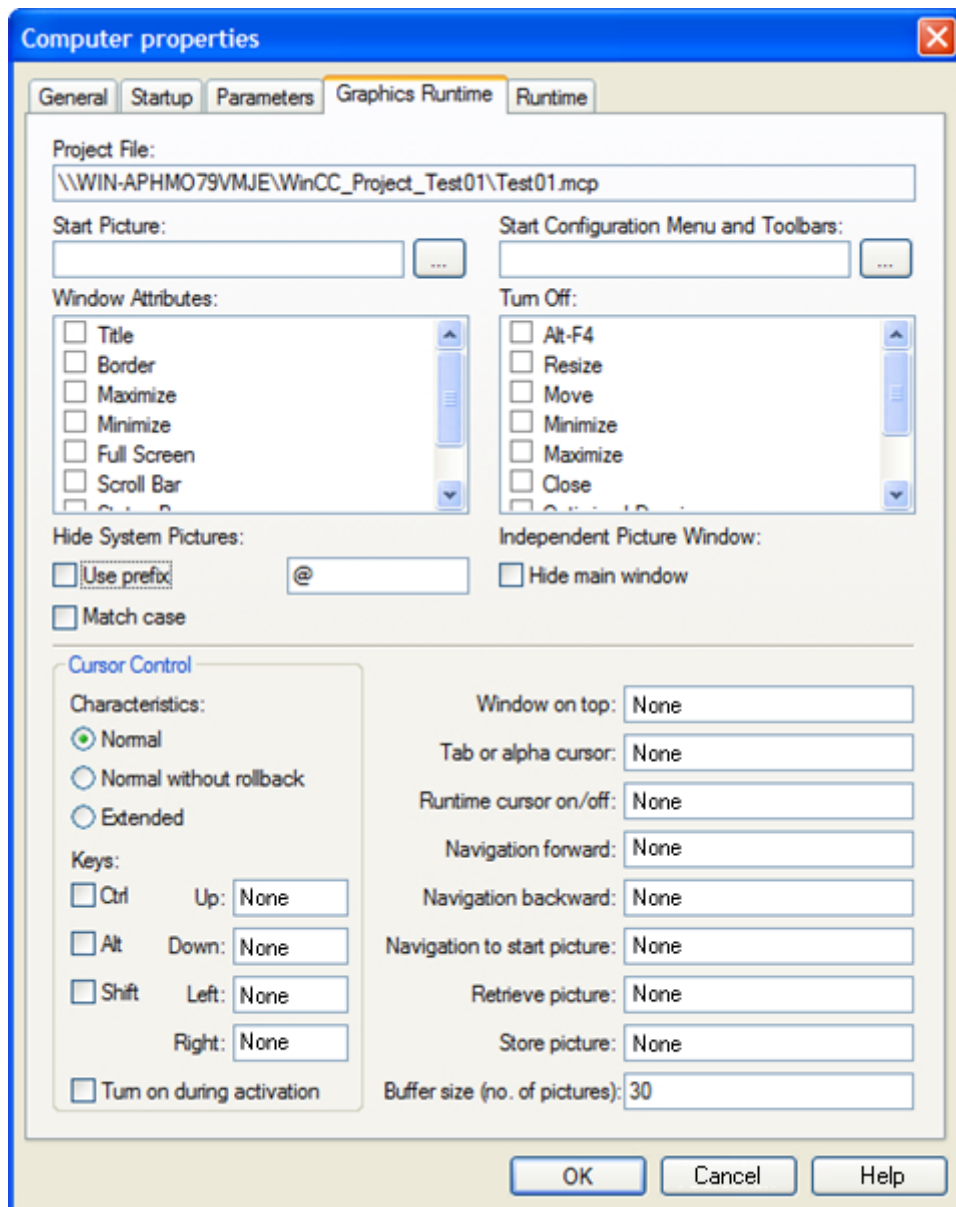 Computer properties
General Startup Parameters Graphics Runtime Runtime
Project File:
\\WIN-APHMO79VMJE\WinCC_Project_Test01\Test01.mcp
Start Picture: Start Configuration Menu and Toolbars:
... ...
Window Attributes: Turn Off:
Title Alt-F4
Border Resize
Maximize Move
Minimize Minimize
Full Screen Maximize
Scroll Bar Close
Hide System Pictures: Independent Picture Window:
Use prefix @ Hide main window
Match case
Cursor Control
Characteristics: Window on top: None
Normal Tab or alpha cursor: None
Normal without rollback Runtime cursor on/off: None
Extended Navigation forward: None
Keys:
Ctrl Up: None Navigation backward: None
Alt Down: None Navigation to start picture: None
Shift Left: None Retrieve picture: None
Right: None Store picture: None
Turn on during activation Buffer size (no. of pictures): 30
OK Cancel Help